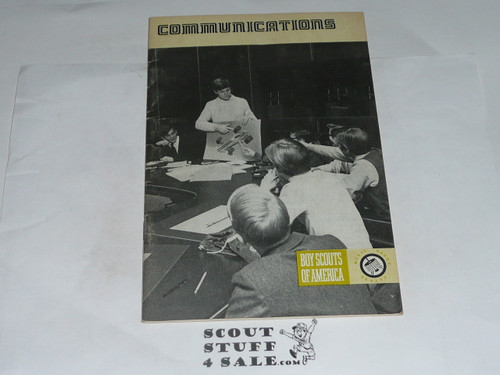 COMMUNICATIONS
BOY SCOUTS
OF AMERICA
SCOUT
STUFF
4 SALE.com